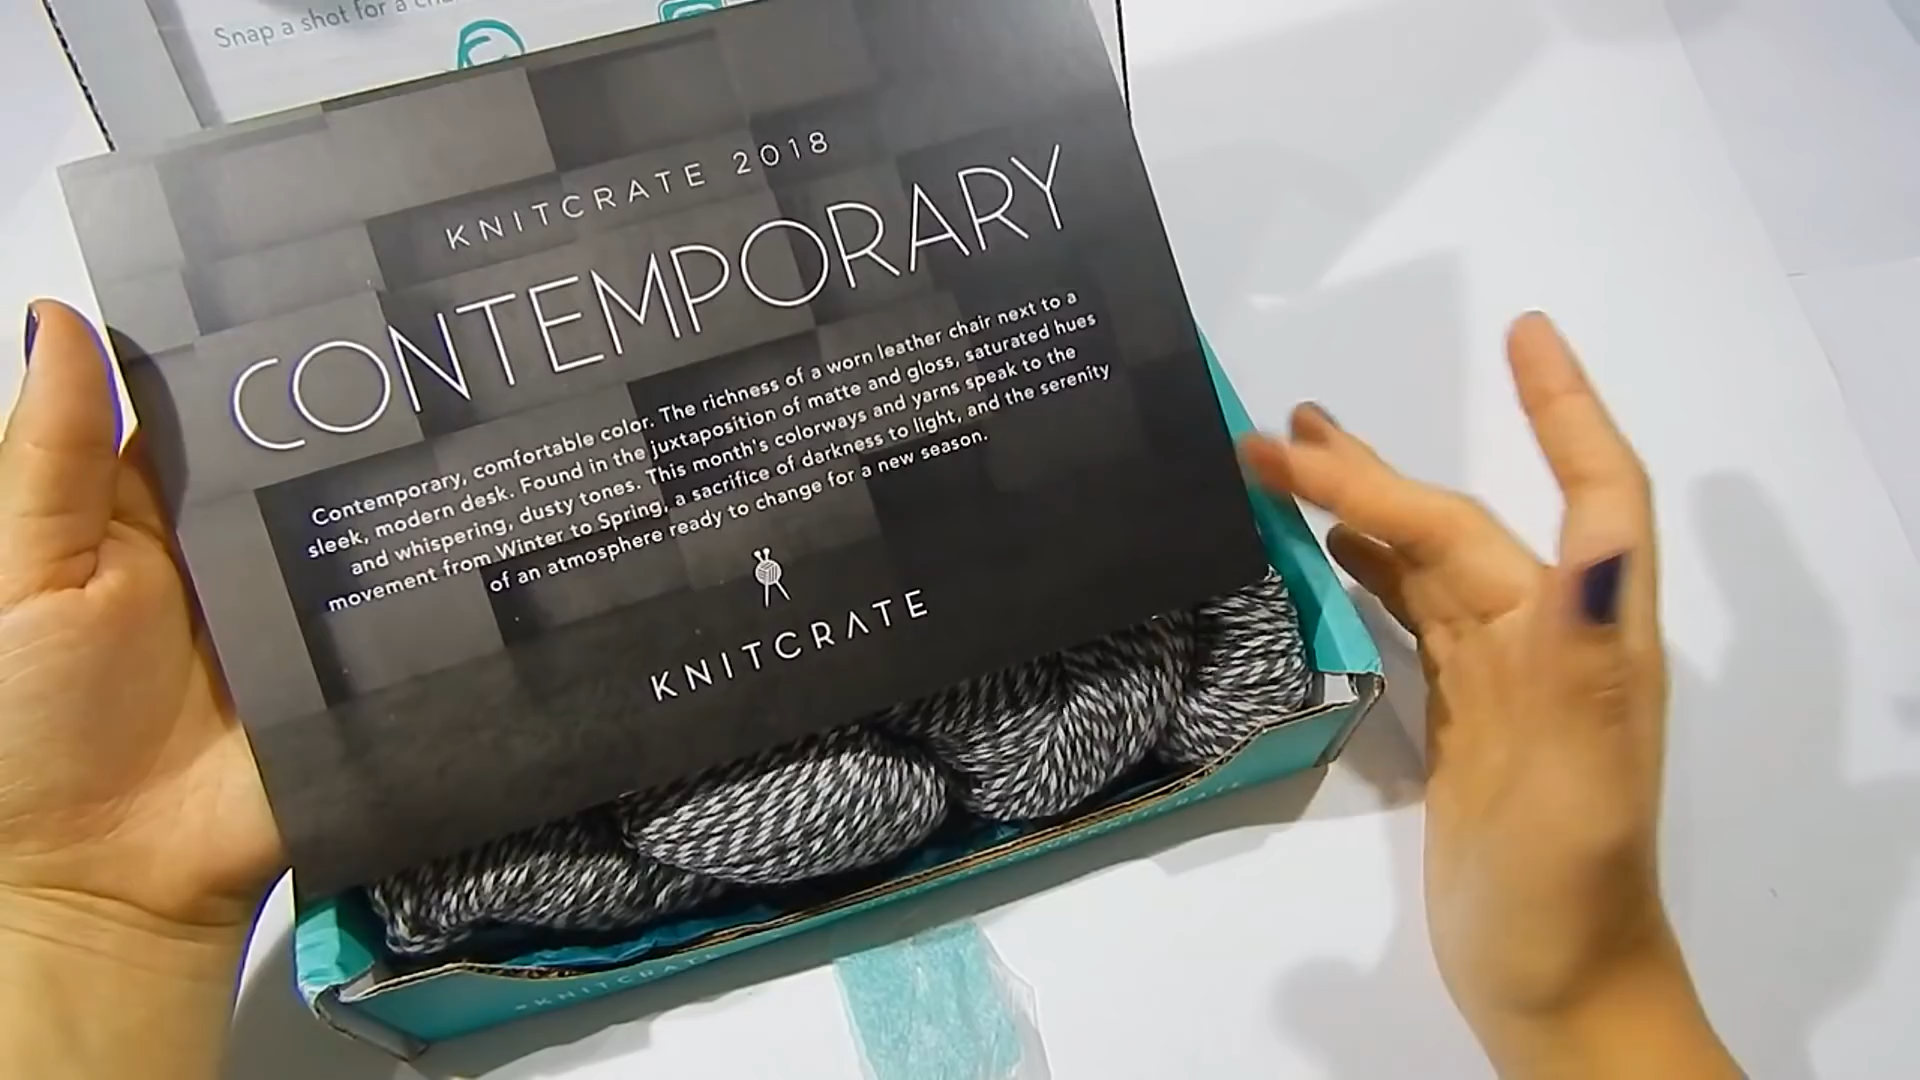 Snap a shot for a
KNITCRATE 2018
CONTEMPORARY
Contemporary, comfortable color. The richness of a worn leather chair next to a
sleek, modern desk. Found in the juxtaposition of matte and gloss, saturated hues
and whispering, dusty tones. This month's colorways and yarns speak to the
movement from Winter to Spring, a sacrifice of darkness to light, and the serenity
of an atmosphere ready to change for a new season.
KNITCRATE
#KNITCRATE